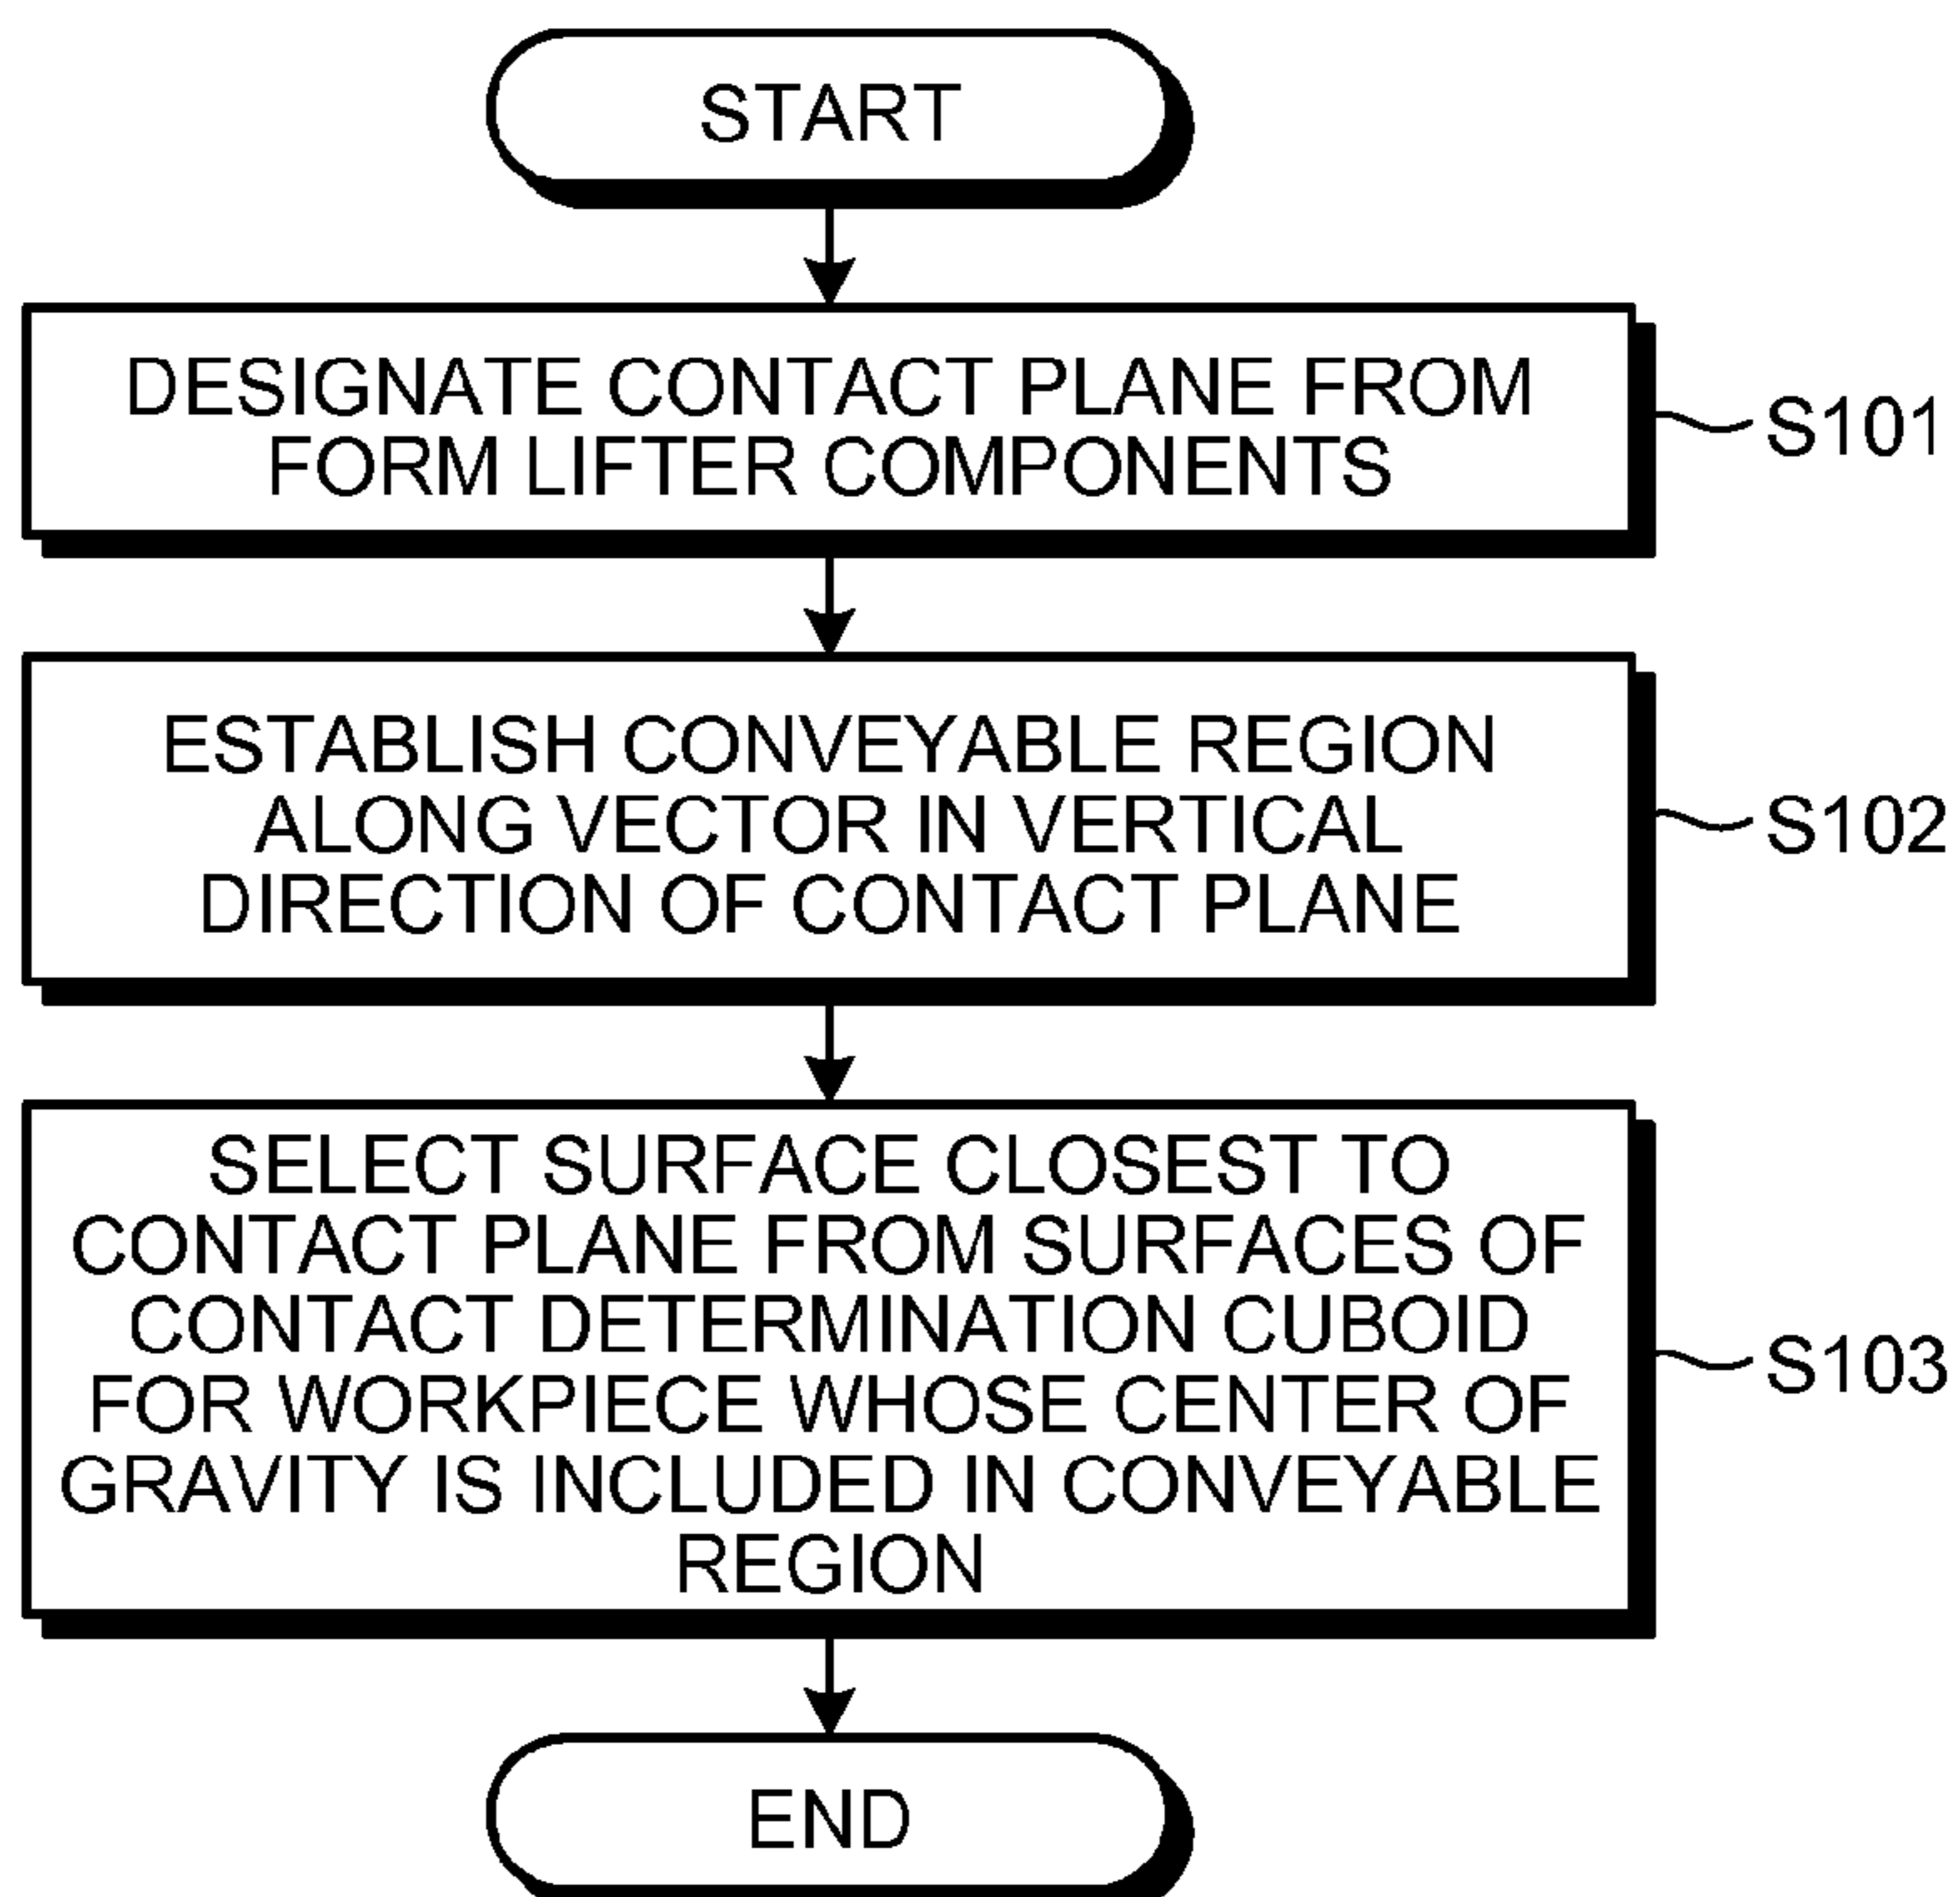 START
DESIGNATE CONTACT PLANE FROM
FORM LIFTER COMPONENTS
S101
ESTABLISH CONVEYABLE REGION
ALONG VECTOR IN VERTICAL
DIRECTION OF CONTACT PLANE
S102
SELECT SURFACE CLOSEST TO
CONTACT PLANE FROM SURFACES OF
CONTACT DETERMINATION CUBOID
FOR WORKPIECE WHOSE CENTER OF
GRAVITY IS INCLUDED IN CONVEYABLE
REGION
S103
END